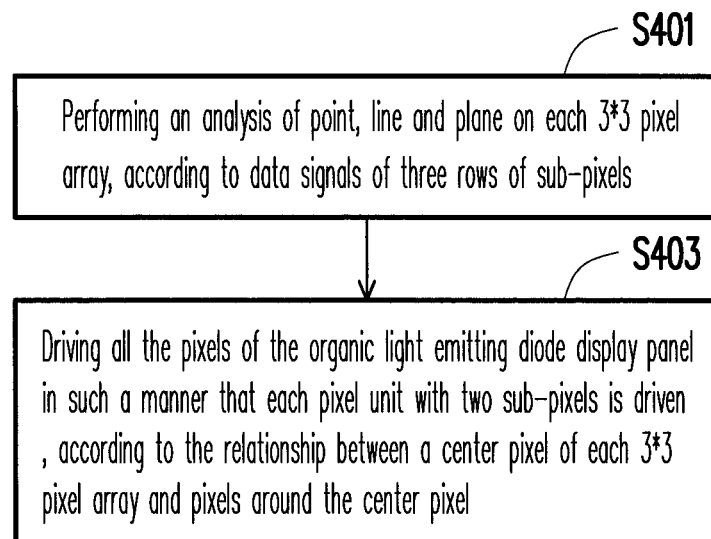 S401
Performing an analysis of point, line and plane on each 3*3 pixel
array, according to data signals of three rows of sub-pixels
S403
Driving all the pixels of the organic light emitting diode display panel
in such a manner that each pixel unit with two sub-pixels is driven
, according to the relationship between a center pixel of each 3*3
pixel array and pixels around the center pixel